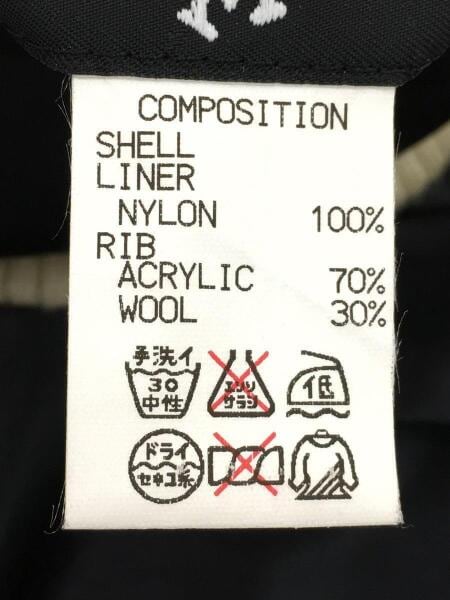 COMPOSITION
SHELL
LINER
NYLON 100%
RIB
ACRYLIC 70%
WOOL 30%
手洗イ
30
中性
エンソ
サラシ
低
ドライ
セキユ系